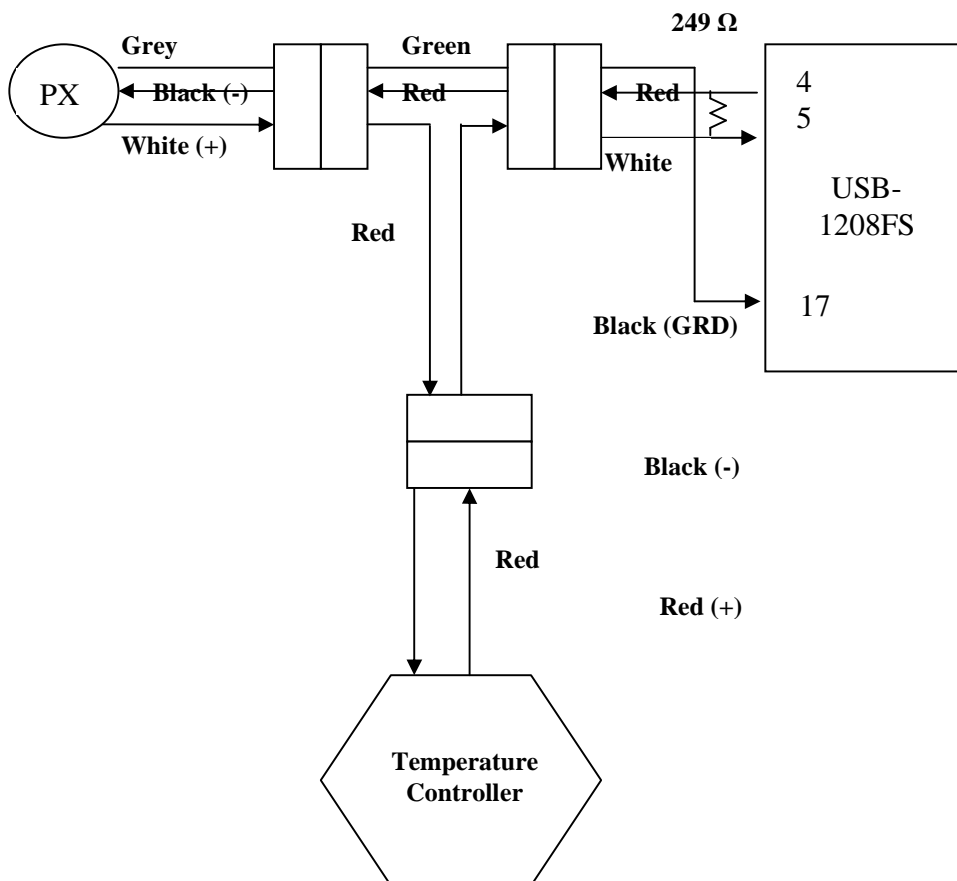 249 Ω
Grey
Green
PX
Black (-)
Red
Red
4
5
White (+)
White
USB-
1208FS
Red
17
Black (GRD)
Black (-)
Red
Red (+)
Temperature
Controller